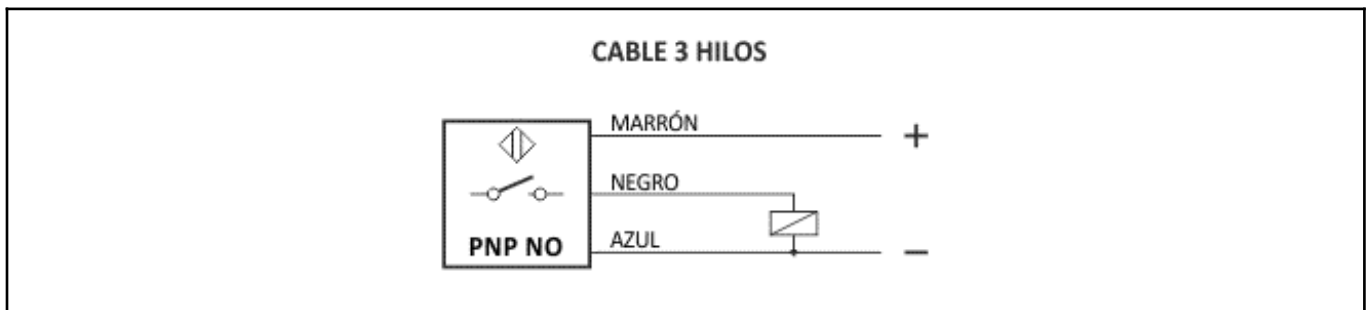 CABLE 3 HILOS
MARRÓN
+
NEGRO
AZUL
PNP NO
−